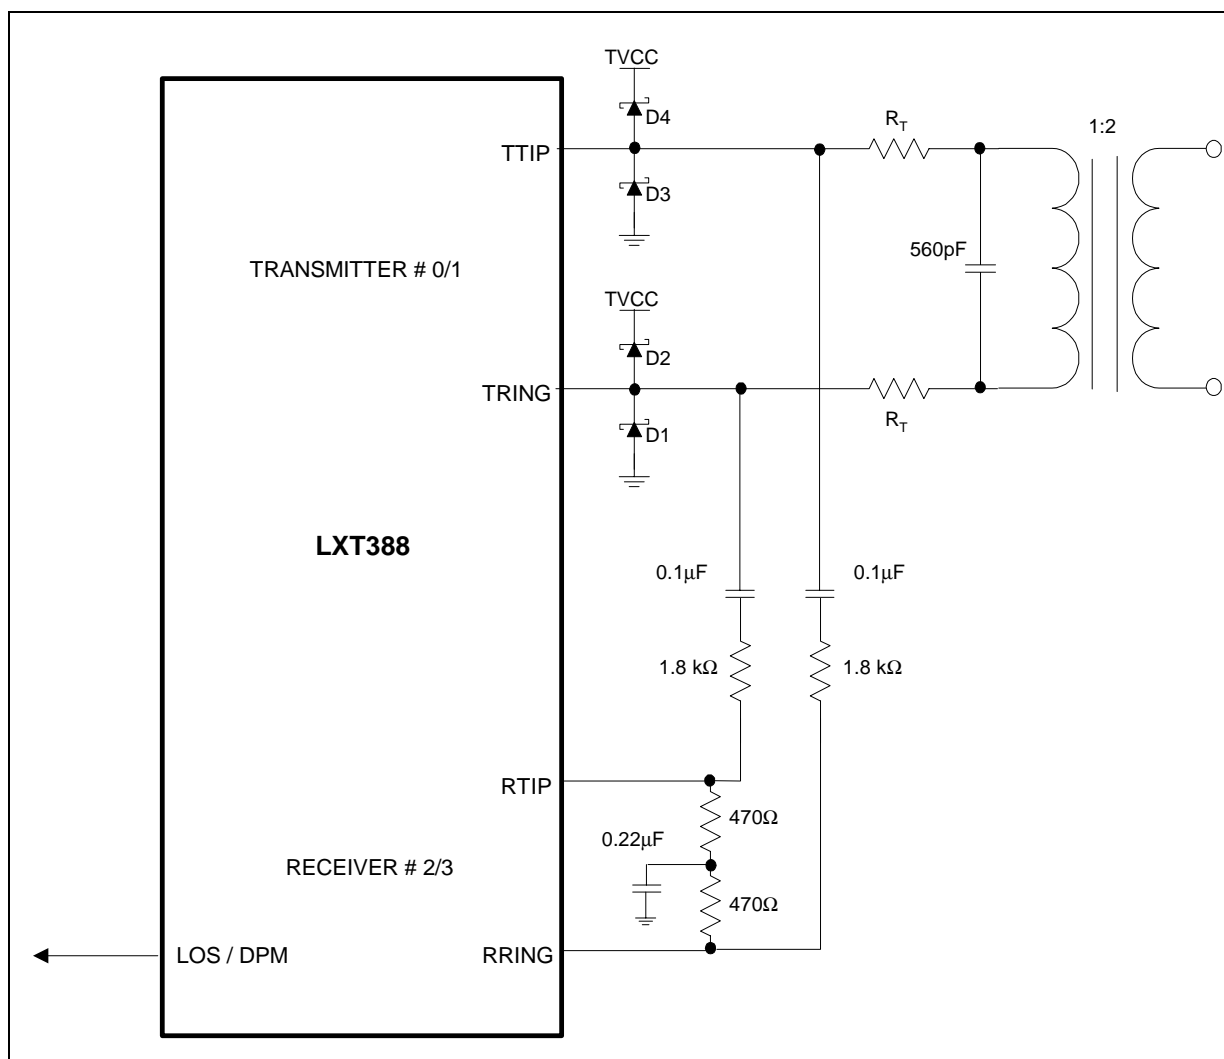 TVCC
D4
R_T
1:2
TTIP
D3
560pF
TRANSMITTER # 0/1
TVCC
D2
TRING
D1
R_T
LXT388
0.1µF
0.1µF
1.8 kΩ
1.8 kΩ
RTIP
470Ω
0.22µF
RECEIVER # 2/3
470Ω
LOS / DPM
RRING